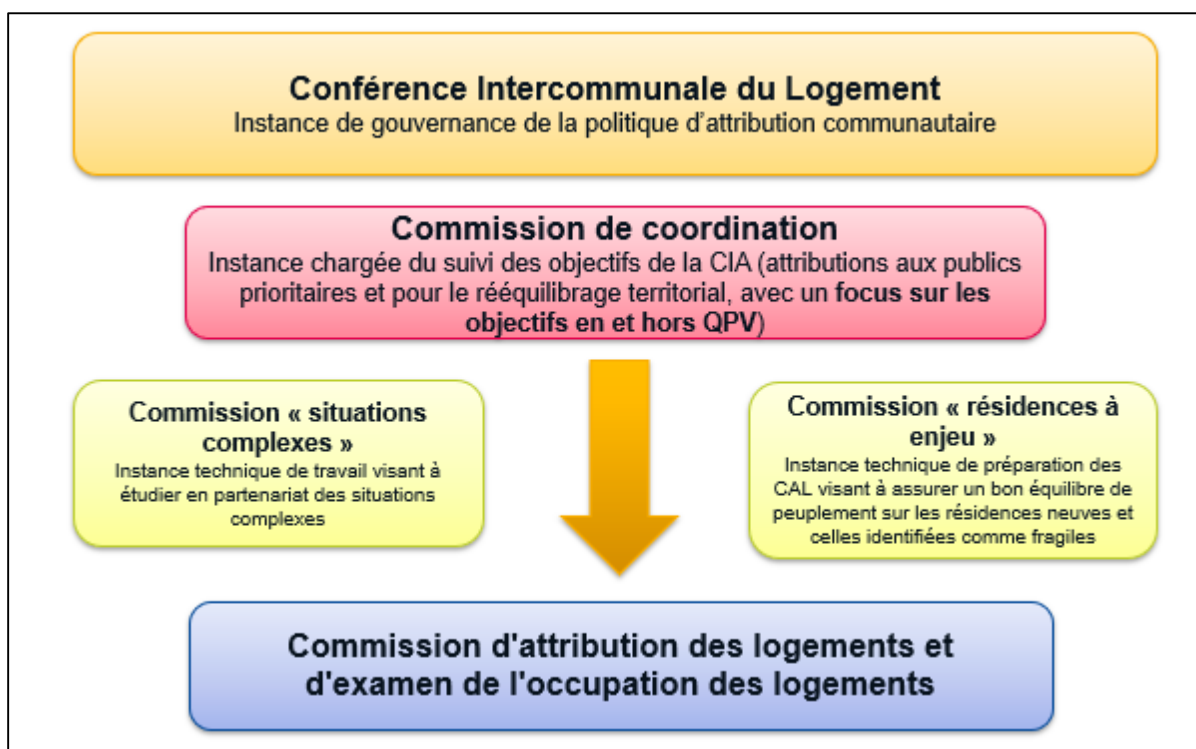 Conférence Intercommunale du Logement
Instance de gouvernance de la politique d'attribution communautaire
Commission de coordination
Instance chargée du suivi des objectifs de la CIA (attributions aux publics
prioritaires et pour le rééquilibrage territorial, avec un focus sur les
objectifs en et hors QPV)
Commission « situations
complexes »
Instance technique de travail visant à
étudier en partenariat des situations
complexes
Commission « résidences à
enjeu »
Instance technique de préparation des
CAL visant à assurer un bon équilibre de
peuplement sur les résidences neuves et
celles identifiées comme fragiles
Commission d'attribution des logements et
d'examen de l'occupation des logements